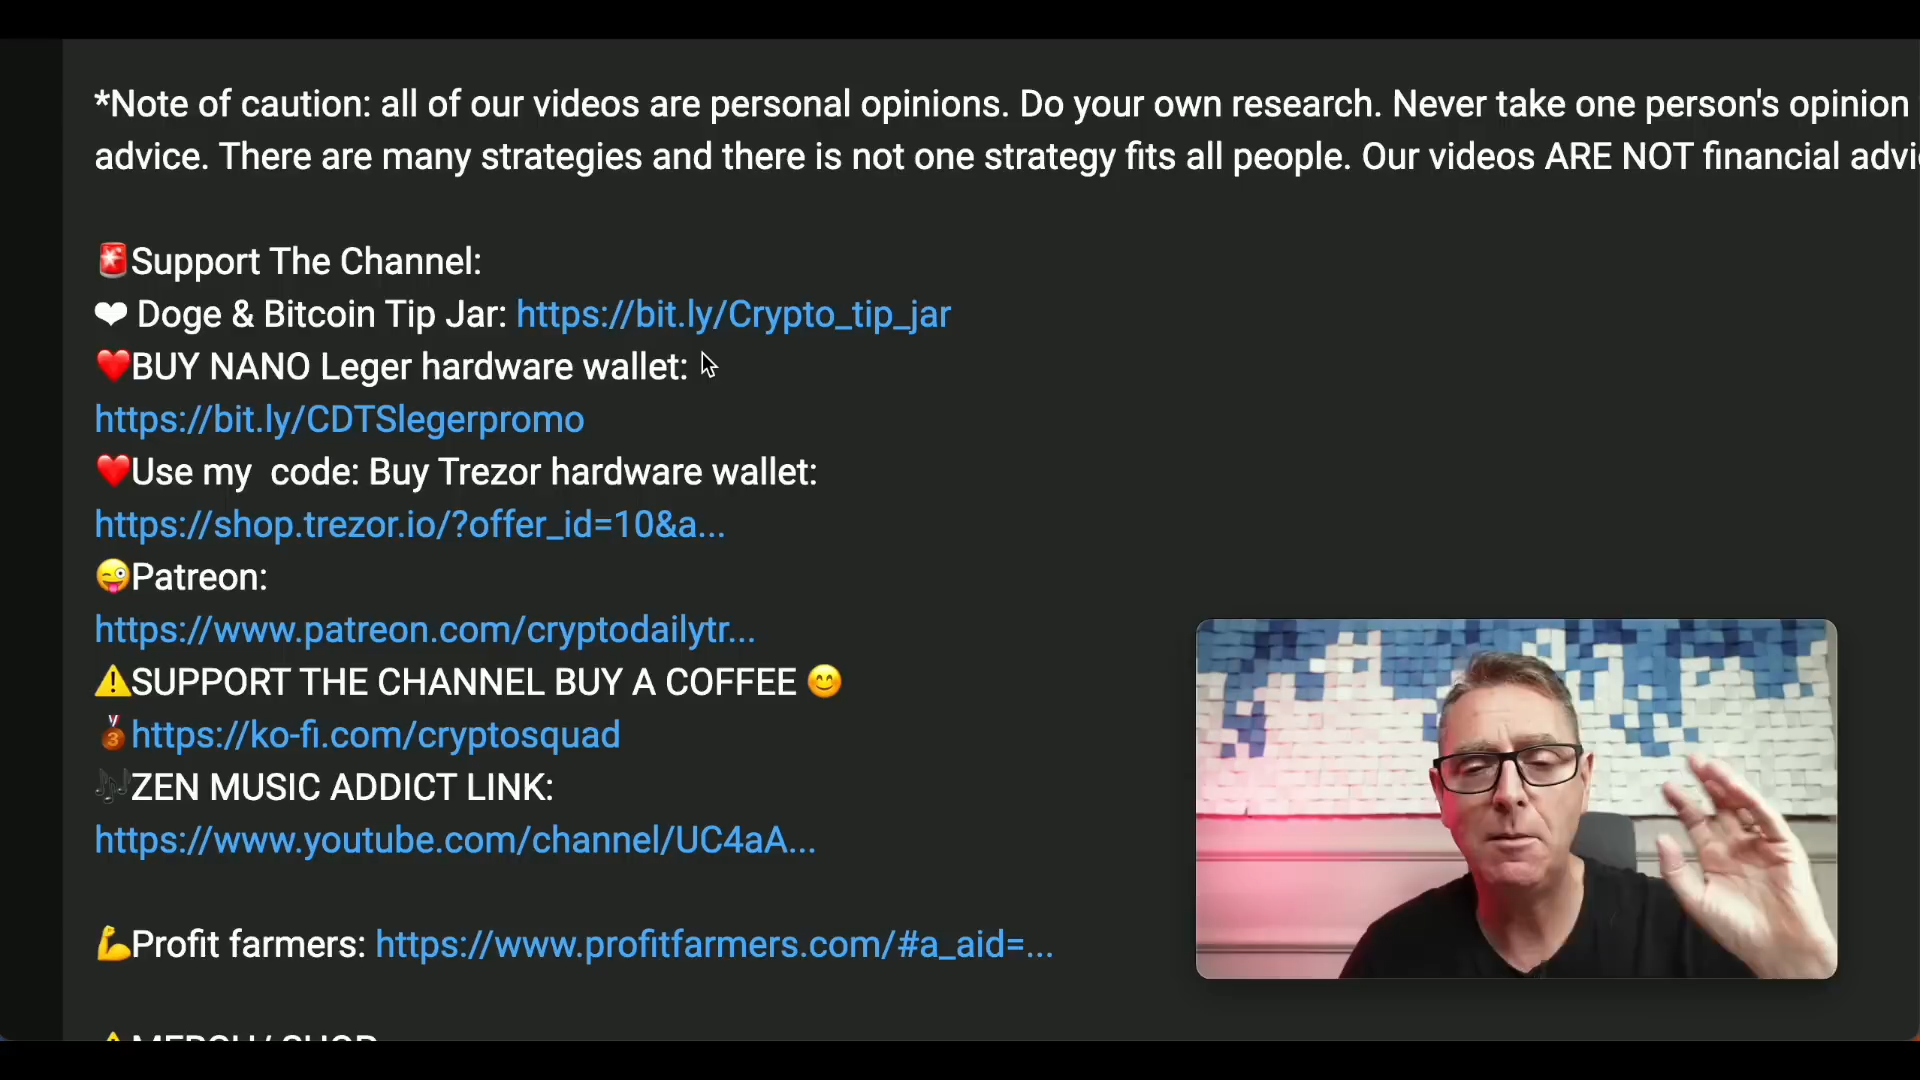 *Note of caution: all of our videos are personal opinions. Do your own research. Never take one person's opinion
advice. There are many strategies and there is not one strategy fits all people. Our videos ARE NOT financial advi
🚨Support The Channel:
❤ Doge & Bitcoin Tip Jar: https://bit.ly/Crypto_tip_jar
❤️BUY NANO Leger hardware wallet:
https://bit.ly/CDTSlegerpromo
❤️Use my  code: Buy Trezor hardware wallet:
https://shop.trezor.io/?offer_id=10&a...
😜Patreon:
https://www.patreon.com/cryptodailytr...
⚠️SUPPORT THE CHANNEL BUY A COFFEE 😊
🥉https://ko-fi.com/cryptosquad
🎶ZEN MUSIC ADDICT LINK:
https://www.youtube.com/channel/UC4aA...
💪Profit farmers: https://www.profitfarmers.com/#a_aid=...
⚠️MERCH/ SHOP